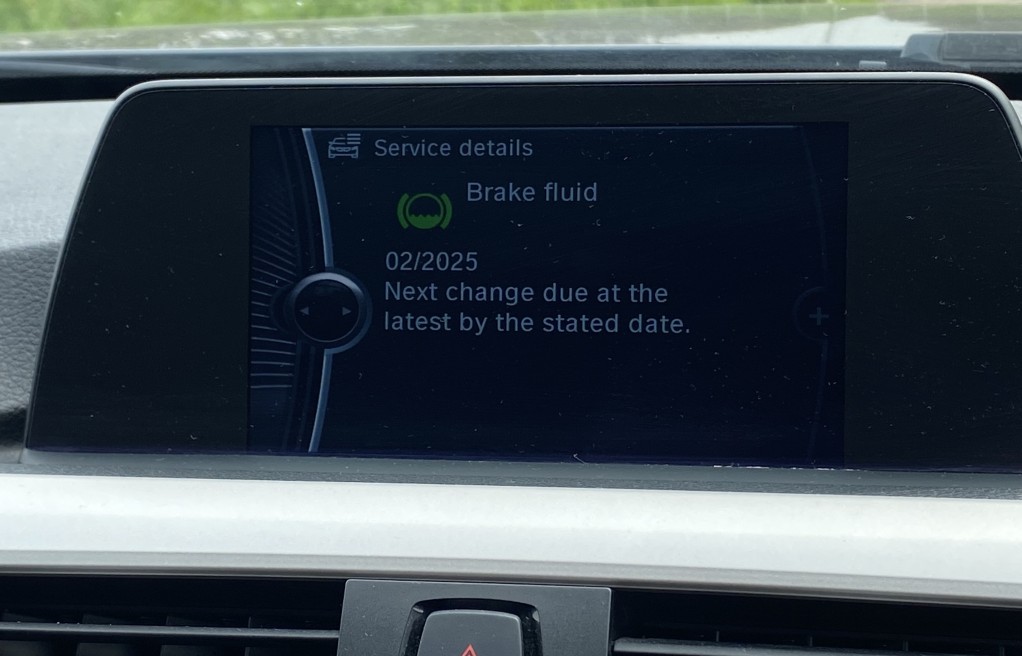 Service details
Brake fluid
02/2025
Next change due at the
latest by the stated date.